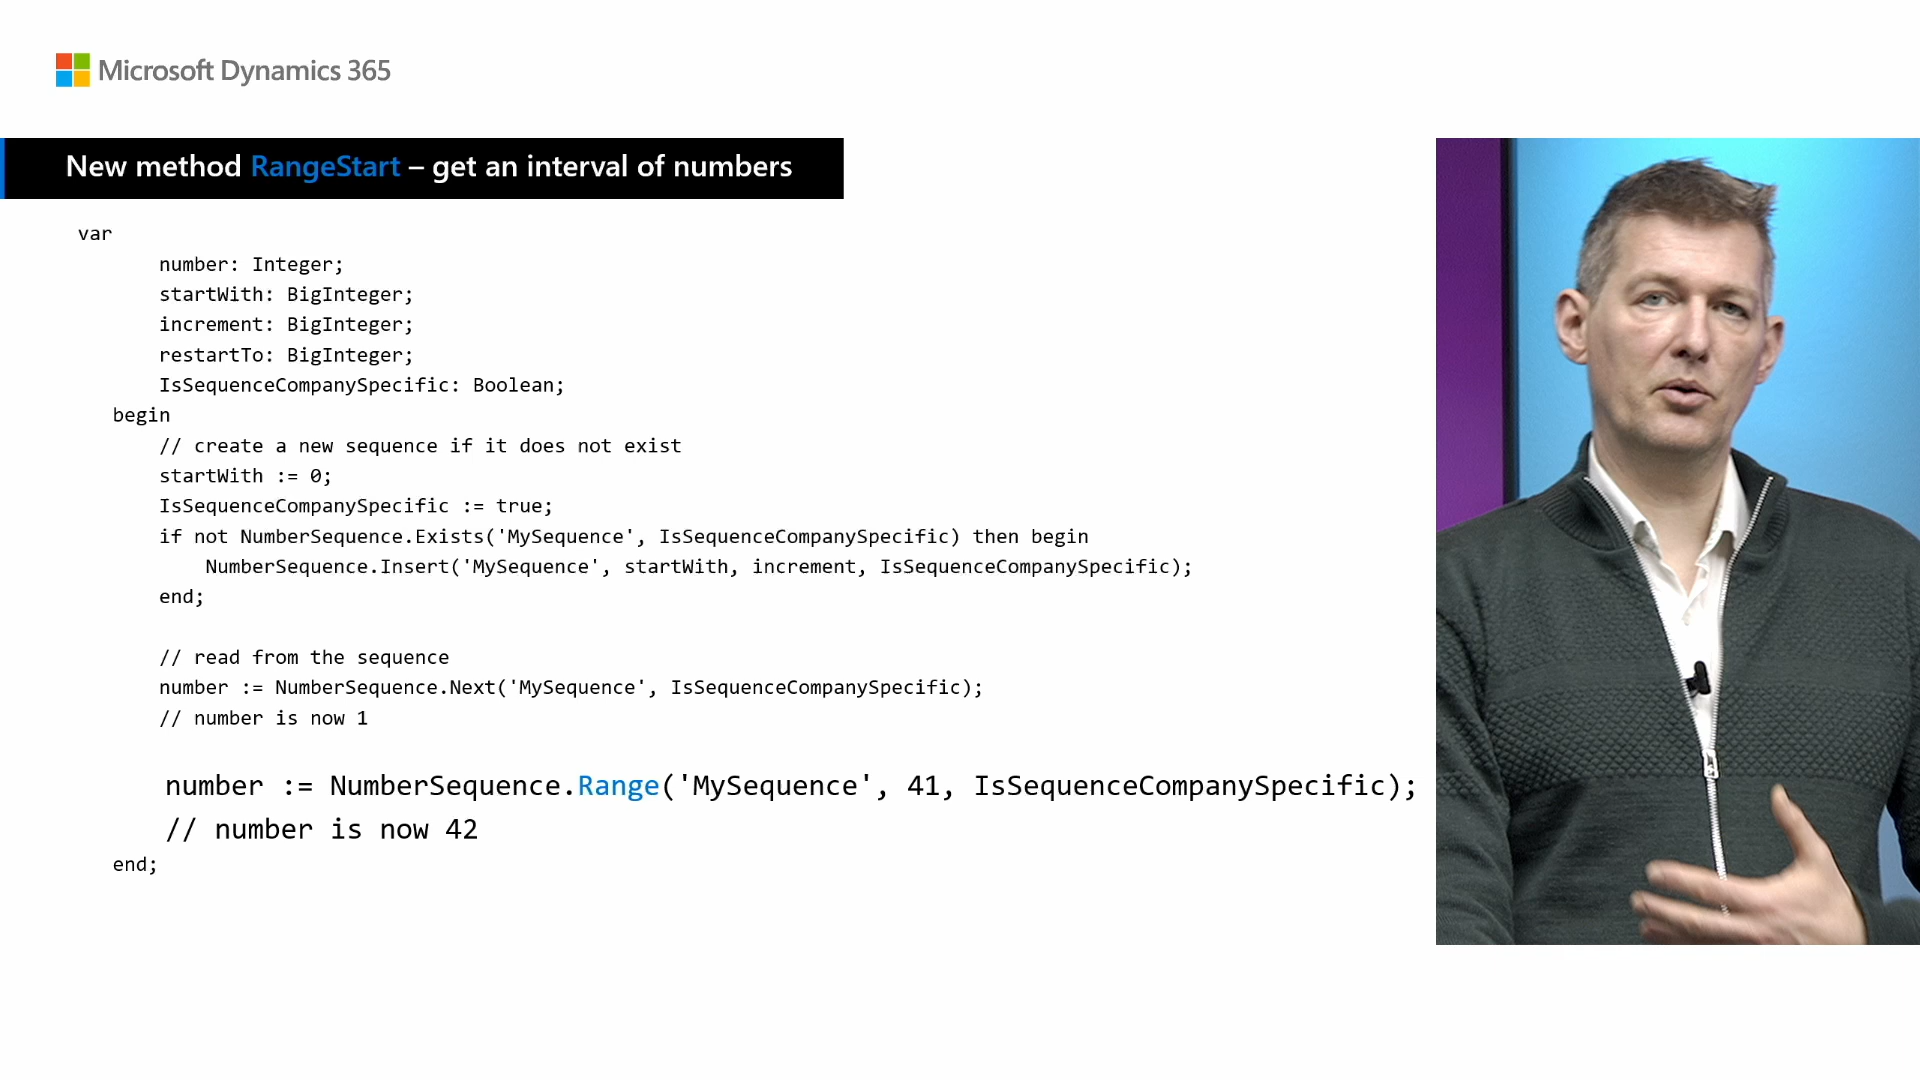 Microsoft Dynamics 365
New method RangeStart – get an interval of numbers
var
number: Integer;
startWith: BigInteger;
increment: BigInteger;
restartTo: BigInteger;
IsSequenceCompanySpecific: Boolean;
begin
// create a new sequence if it does not exist
startWith := 0;
IsSequenceCompanySpecific := true;
if not NumberSequence.Exists('MySequence', IsSequenceCompanySpecific) then begin
NumberSequence.Insert('MySequence', startWith, increment, IsSequenceCompanySpecific);
end;
// read from the sequence
number := NumberSequence.Next('MySequence', IsSequenceCompanySpecific);
// number is now 1
number := NumberSequence.Range('MySequence', 41, IsSequenceCompanySpecific);
// number is now 42
end;